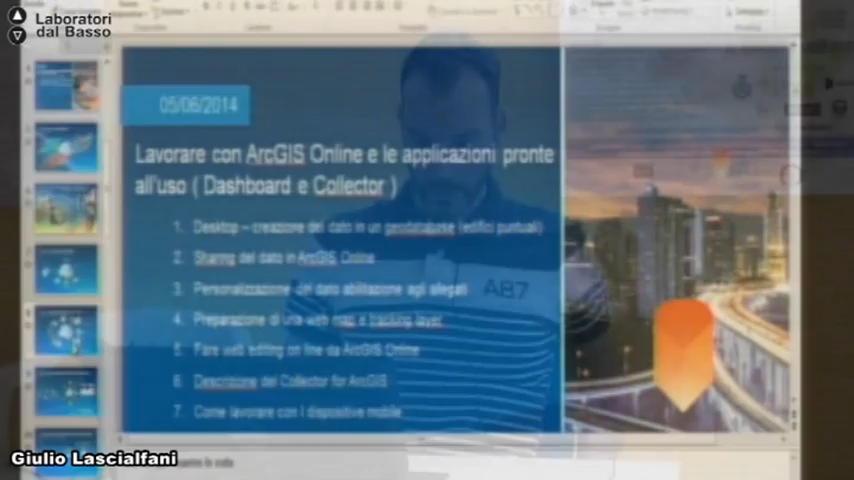 Laboratori
dal Basso
05/06/2014
Lavorare con ArcGIS Online e le applicazioni pronte
all'uso ( Dashboard e Collector )
1. Desktop – creazione del dato in un geodatabase (edifici puntuali)
2. Sharing del dato in ArcGIS Online
3. Personalizzazione del dato abilitazione agli allegati
4. Preparazione di una web map e tracking layer
5. Fare web editing on line da ArcGIS Online
6. Descrizione del Collector for ArcGIS
7. Come lavorare con i dispositive mobile
A87
Giulio Lascialfani